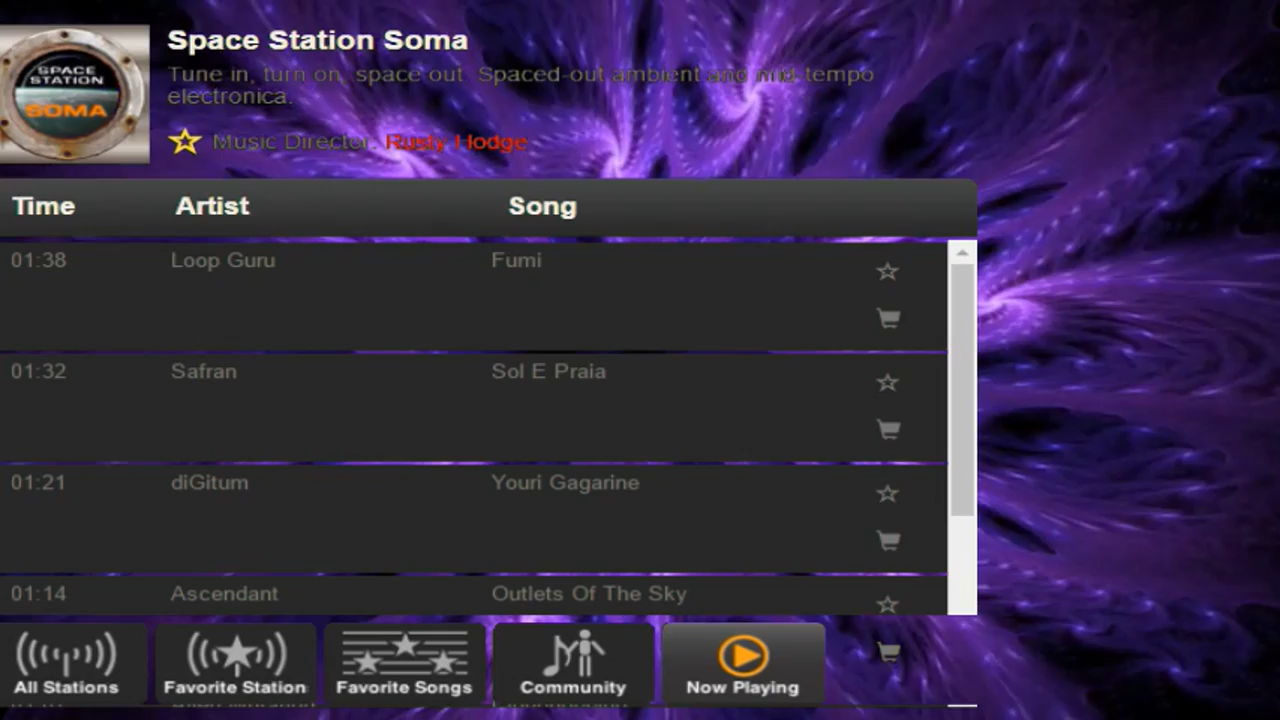 Space Station Soma
SPACE
STATION
SOMA
Tune in, turn on, space out. Spaced-out ambient and mid-tempo
electronica.
Music Director: Rusty Hodge
Time Artist Song
01:38 Loop Guru Fumi
01:32 Safran Sol E Praia
01:21 diGitum Youri Gagarine
01:14 Ascendant Outlets Of The Sky
All Stations Favorite Station Favorite Songs Community Now Playing